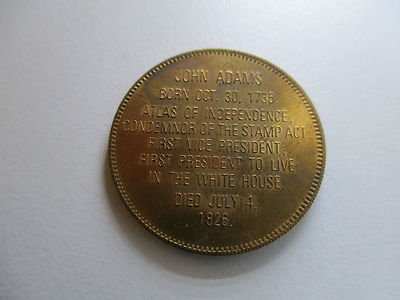 JOHN ADAMS
BORN OCT. 30, 1735
ATLAS OF INDEPENDENCE,
CONDEMNOR OF THE STAMP ACT
FIRST VICE PRESIDENT,
FIRST PRESIDENT TO LIVE
IN THE WHITE HOUSE.
DIED JULY 4,
1826.